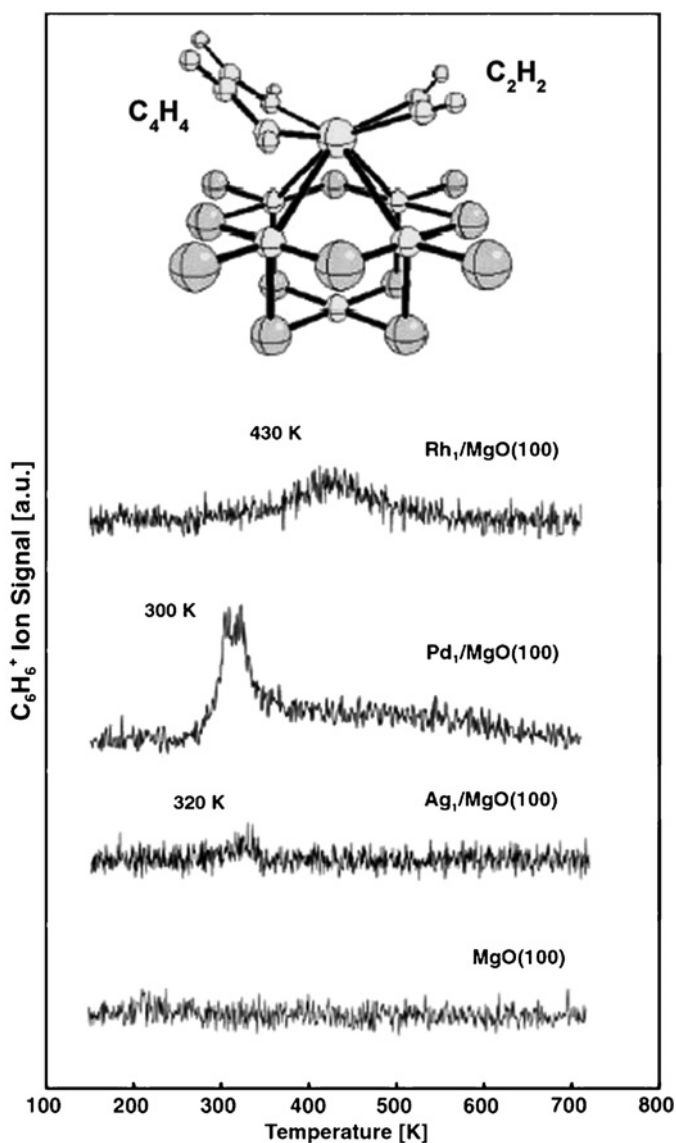 C₂H₂
C₄H₄
430 K
Rh₁/MgO(100)
300 K
Pd₁/MgO(100)
320 K
Ag₁/MgO(100)
MgO(100)
C₆H₆⁺ Ion Signal [a.u.]
100 200 300 400 500 600 700 800
Temperature [K]